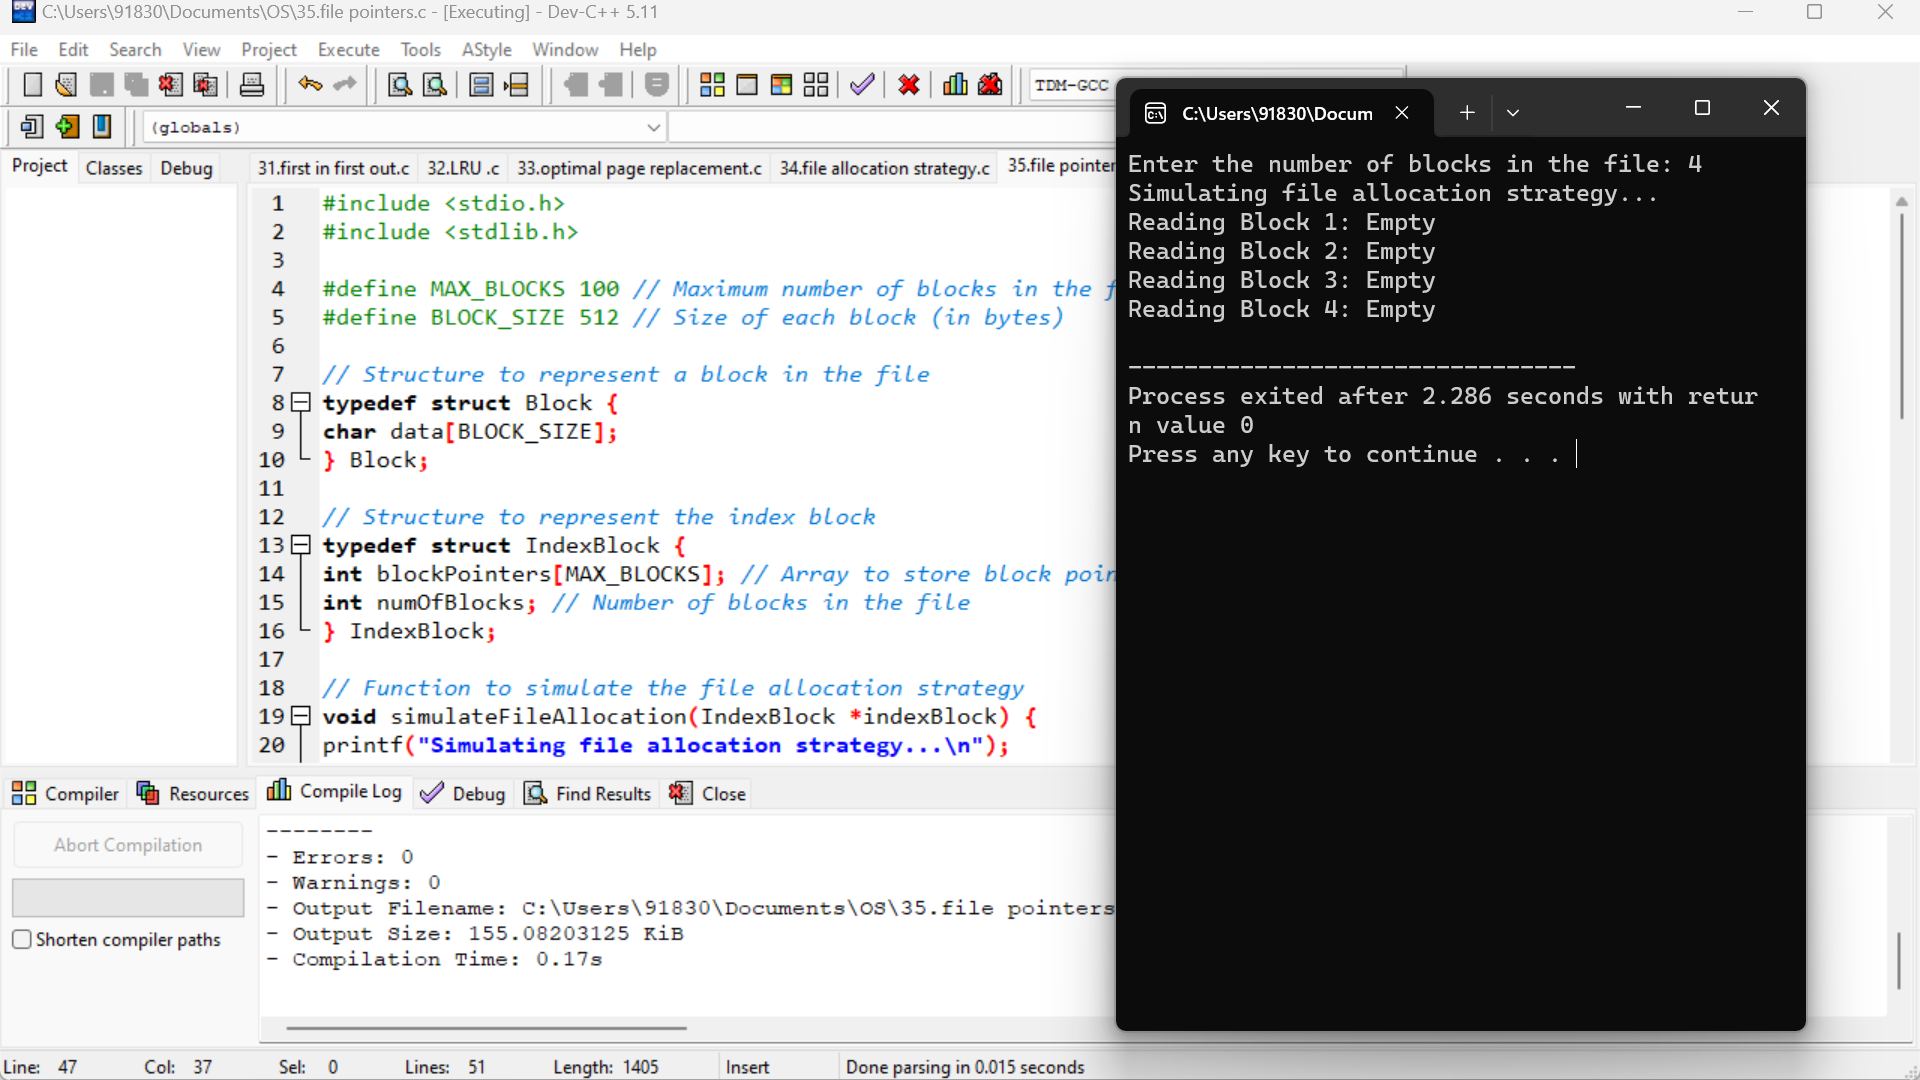 C:\Users\91830\Documents\OS\35.file pointers.c - [Executing] - Dev-C++ 5.11
File Edit Search View Project Execute Tools AStyle Window Help
TDM-GCC
(globals)
Project Classes Debug
31.first in first out.c 32.LRU .c 33.optimal page replacement.c 34.file allocation strategy.c 35.file pointer
1 #include <stdio.h>
2 #include <stdlib.h>
3
4 #define MAX_BLOCKS 100 // Maximum number of blocks in the f
5 #define BLOCK_SIZE 512 // Size of each block (in bytes)
6
7 // Structure to represent a block in the file
8 typedef struct Block {
9 char data[BLOCK_SIZE];
10 } Block;
11
12 // Structure to represent the index block
13 typedef struct IndexBlock {
14 int blockPointers[MAX_BLOCKS]; // Array to store block poin
15 int numOfBlocks; // Number of blocks in the file
16 } IndexBlock;
17
18 // Function to simulate the file allocation strategy
19 void simulateFileAllocation(IndexBlock *indexBlock) {
20 printf("Simulating file allocation strategy...\n");
C:\Users\91830\Docum
Enter the number of blocks in the file: 4
Simulating file allocation strategy...
Reading Block 1: Empty
Reading Block 2: Empty
Reading Block 3: Empty
Reading Block 4: Empty
--------------------------------
Process exited after 2.286 seconds with retur
n value 0
Press any key to continue . . .
Compiler Resources Compile Log Debug Find Results Close
Abort Compilation
Shorten compiler paths
--------
- Errors: 0
- Warnings: 0
- Output Filename: C:\Users\91830\Documents\OS\35.file pointers
- Output Size: 155.08203125 KiB
- Compilation Time: 0.17s
Line: 47 Col: 37 Sel: 0 Lines: 51 Length: 1405 Insert Done parsing in 0.015 seconds